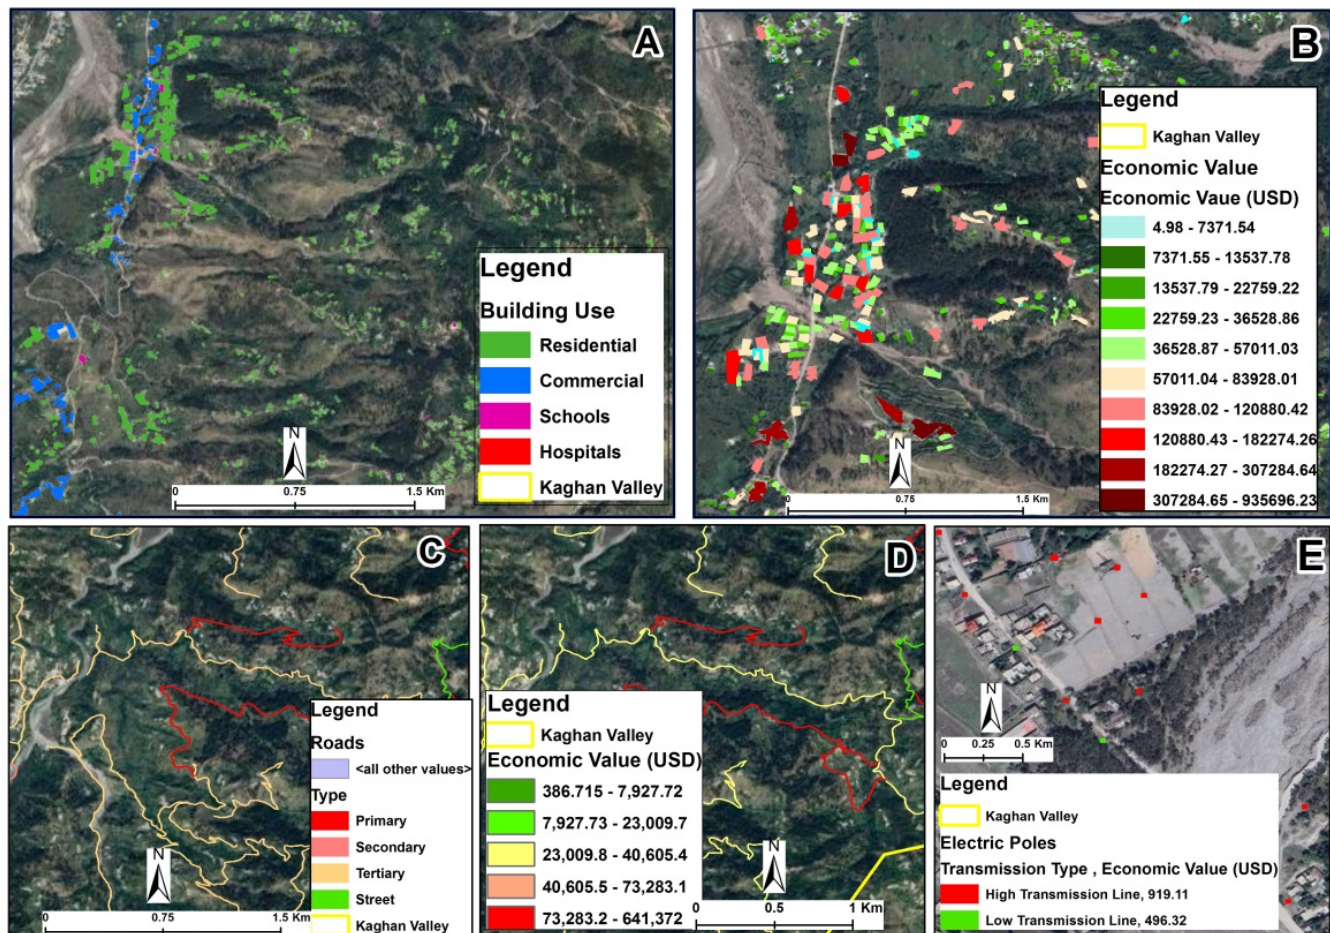 A
N
0
0.75
1.5 Km
Legend
Building Use
Residential
Commercial
Schools
Hospitals
Kaghan Valley
B
N
0
0.75
1.5 Km
Legend
Kaghan Valley
Economic Value
Economic Vaue (USD)
4.98 - 7371.54
7371.55 - 13537.78
13537.79 - 22759.22
22759.23 - 36528.86
36528.87 - 57011.03
57011.04 - 83928.01
83928.02 - 120880.42
120880.43 - 182274.26
182274.27 - 307284.64
307284.65 - 935696.23
C
N
0
0.75
1.5 Km
Legend
Roads
<all other values>
Type
Primary
Secondary
Tertiary
Street
Kaghan Valley
D
Legend
Kaghan Valley
Economic Value (USD)
386.715 - 7,927.72
7,927.73 - 23,009.7
23,009.8 - 40,605.4
40,605.5 - 73,283.1
73,283.2 - 641,372
N
0
0.5
1 Km
E
N
0
0.25
0.5 Km
Legend
Kaghan Valley
Electric Poles
Transmission Type , Economic Value (USD)
High Transmission Line, 919.11
Low Transmission Line, 496.32